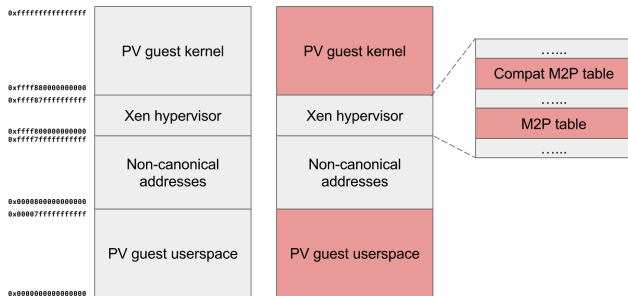 0xffffffffffffffff
PV guest kernel
PV guest kernel
0xffff880000000000
0xffff87ffffffffff
Xen hypervisor
Xen hypervisor
0xffff800000000000
0xffff7fffffffffff
Non-canonical
addresses
Non-canonical
addresses
0x0000800000000000
0x00007fffffffffff
PV guest userspace
PV guest userspace
0x0000000000000000
......
Compat M2P table
......
M2P table
......